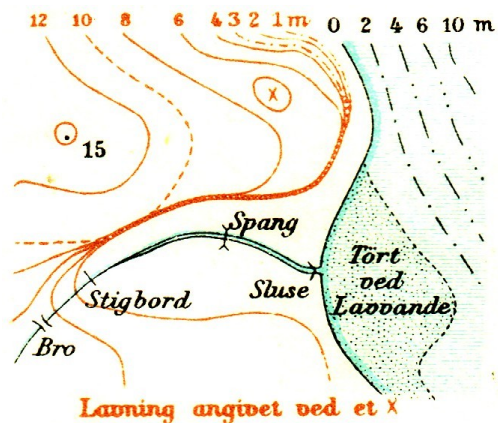 12 10 8 6 4 3 2 1 m 0 2 4 6 8 10 m
15
Spang
Tört
ved
Lavvande
Sluse
Stigbord
Bro
Lavning angivet ved et x